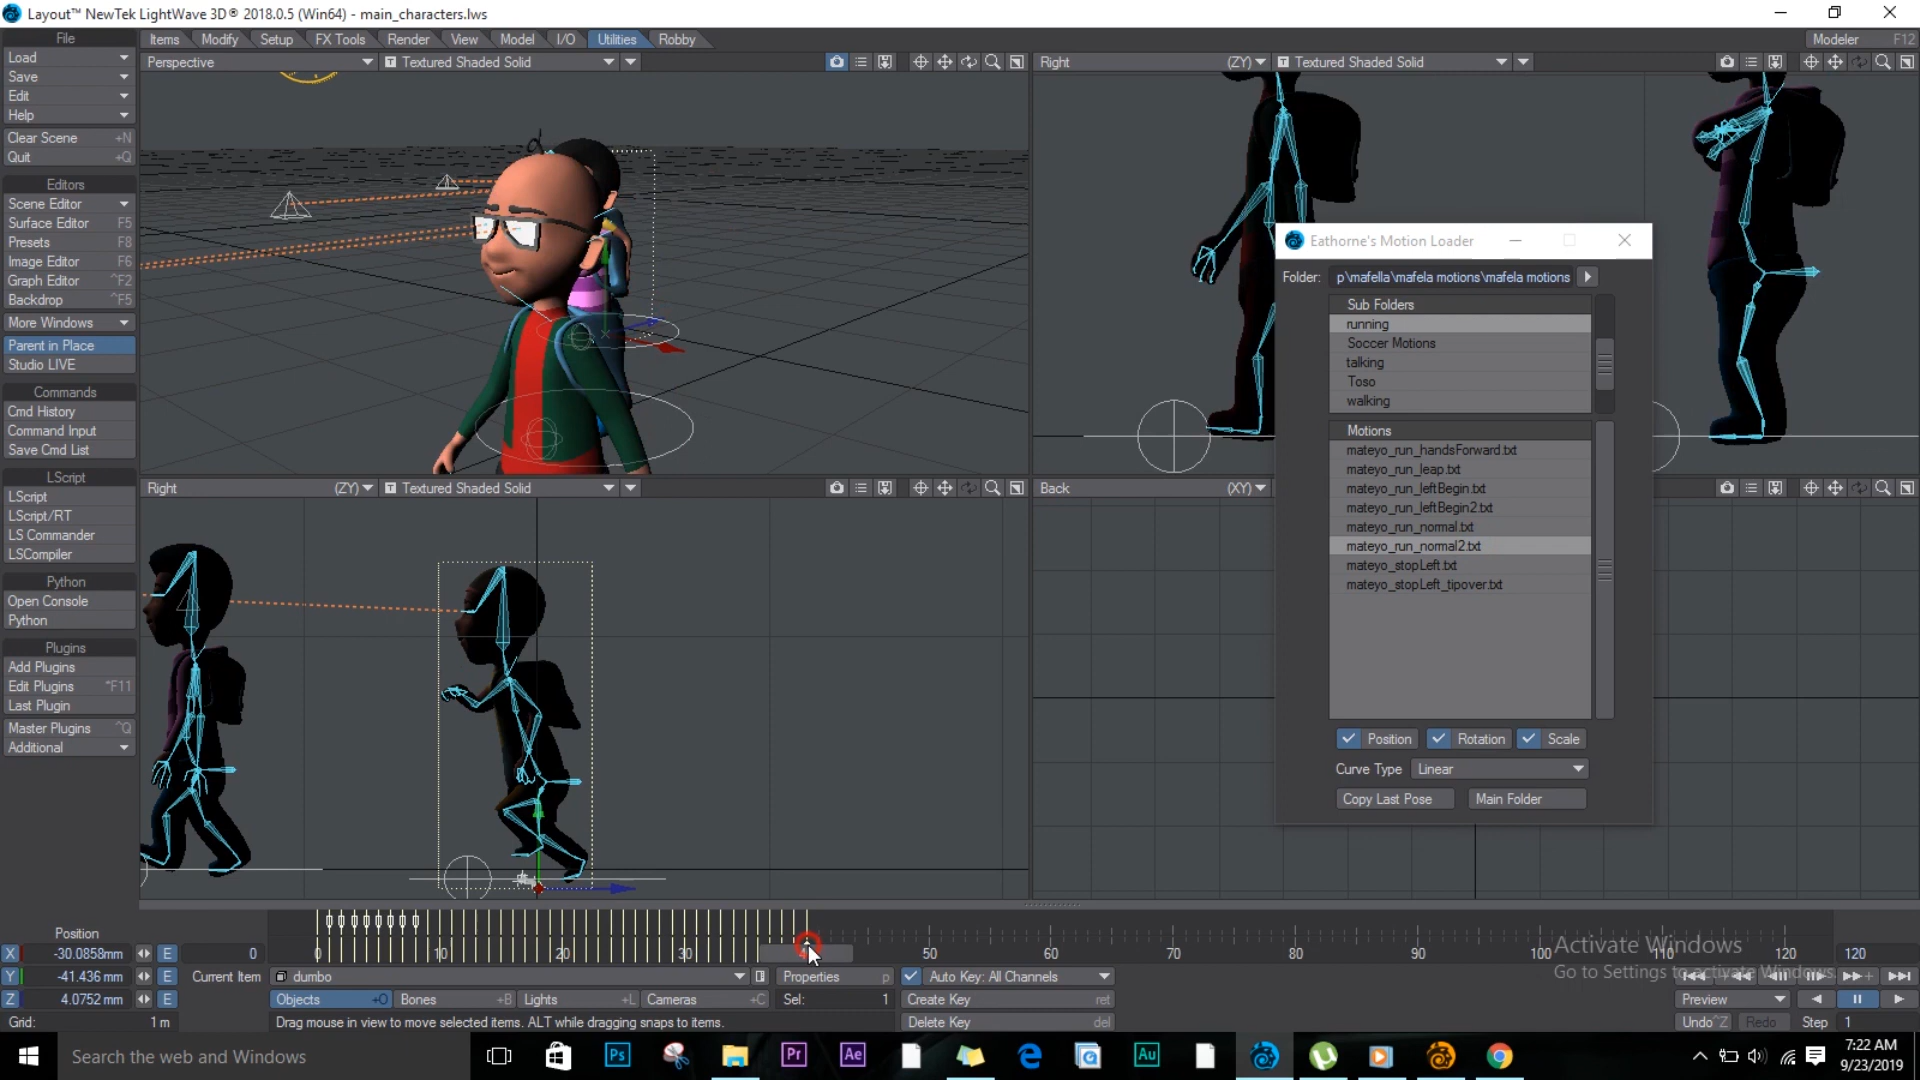 Layout™ NewTek LightWave 3D® 2018.0.5 (Win64) - main_characters.lws
File
Items Modify Setup FX Tools Render View Model I/O Utilities Robby
Modeler F12
Load
Save
Edit
Help
Clear Scene +N
Quit +Q
Editors
Scene Editor
Surface Editor F5
Presets F8
Image Editor F6
Graph Editor ^F2
Backdrop ^F5
More Windows
Parent in Place
Studio LIVE
Commands
Cmd History
Command Input
Save Cmd List
LScript
LScript
LScript/RT
LS Commander
LSCompiler
Python
Open Console
Python
Plugins
Add Plugins
Edit Plugins *F11
Last Plugin
Master Plugins ^Q
Additional
Perspective T Textured Shaded Solid
Right (ZY) T Textured Shaded Solid
Right (ZY) T Textured Shaded Solid
Back (XY)
Eathorne's Motion Loader
Folder: p\mafella\mafela motions\mafela motions
Sub Folders
running
Soccer Motions
talking
Toso
walking
Motions
mateyo_run_handsForward.txt
mateyo_run_leap.txt
mateyo_run_leftBegin.txt
mateyo_run_leftBegin2.txt
mateyo_run_normal.txt
mateyo_run_normal2.txt
mateyo_stopLeft.txt
mateyo_stopLeft_tipover.txt
Position Rotation Scale
Curve Type Linear
Copy Last Pose Main Folder
Position
X -30.0858mm E 0
0 10 20 30 50 60 70 80 90 100 110 120 120
Y -41.436 mm E Current Item dumbo Properties p Auto Key: All Channels
Z 4.0752 mm E Objects +O Bones +B Lights +L Cameras +C Sel: 1 Create Key ret
Grid: 1 m Drag mouse in view to move selected items. ALT while dragging snaps to items. Delete Key del
Activate Windows
Go to Settings to activate Windows.
Preview
Undo^Z Redo Step 1
Search the web and Windows
Ps Pr Ae Au
7:22 AM
9/23/2019